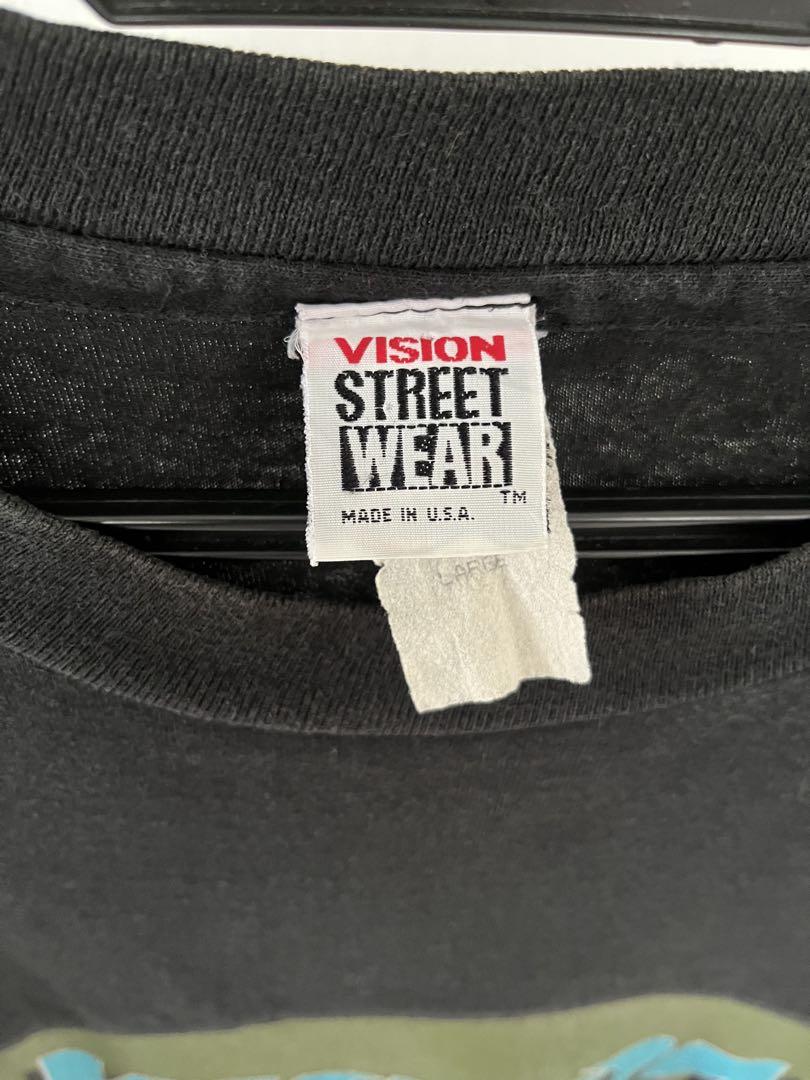 VISION
STREET
WEAR
TM
MADE IN U.S.A.
LARGE